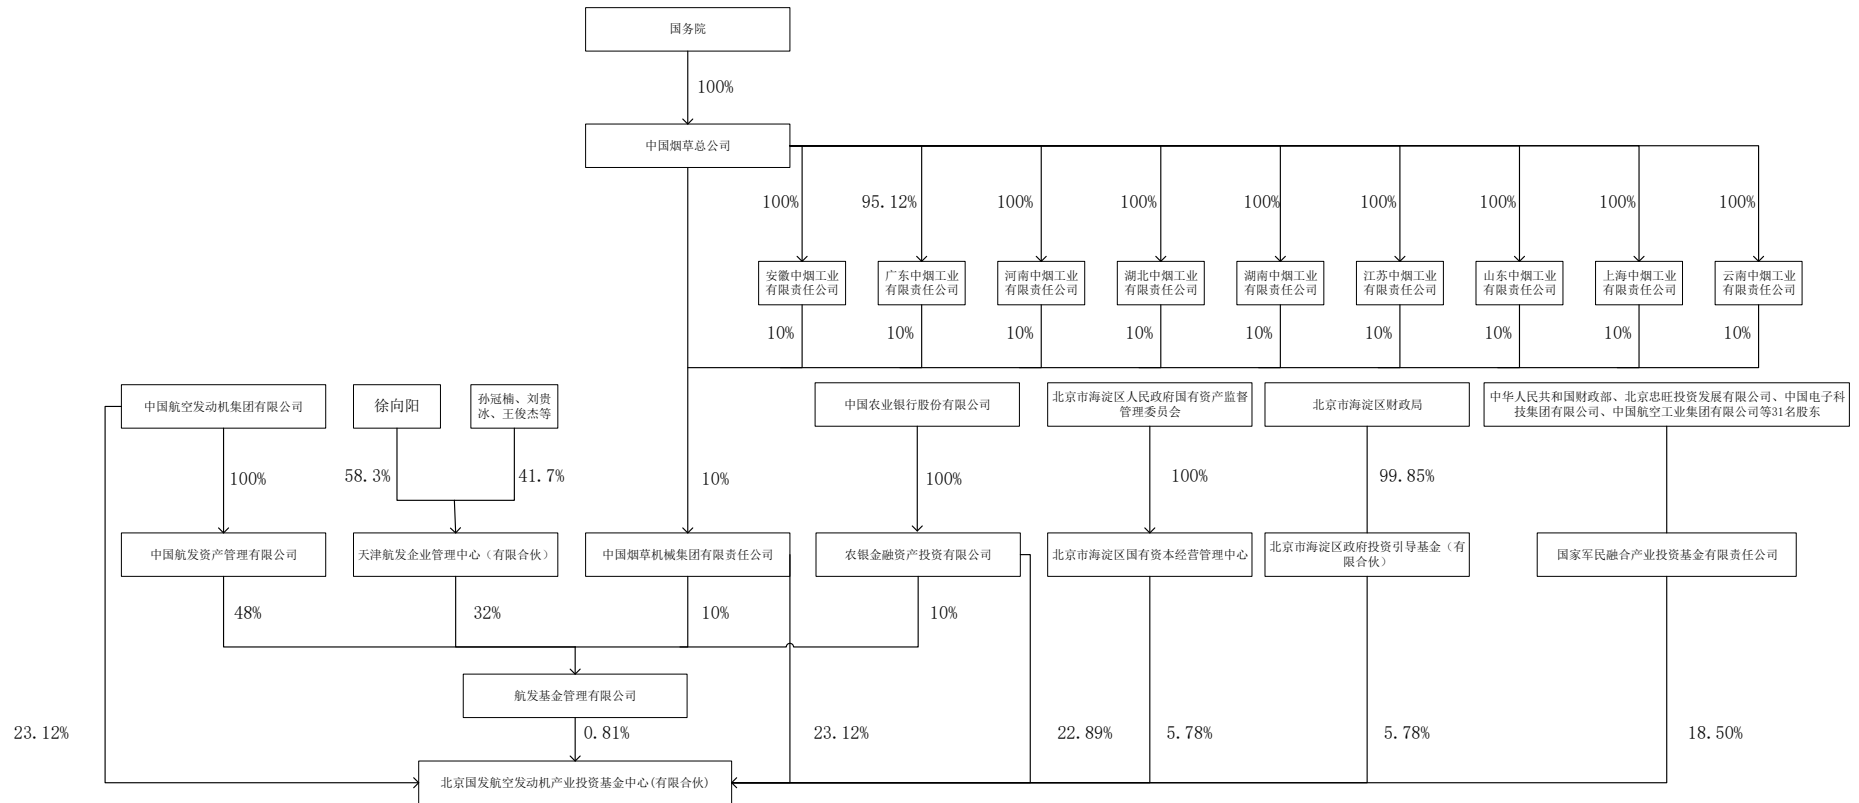 国务院
100%
中国烟草总公司
100%
95.12%
100%
100%
100%
100%
100%
100%
100%
安徽中烟工业
有限责任公司
广东中烟工业
有限责任公司
河南中烟工业
有限责任公司
湖北中烟工业
有限责任公司
湖南中烟工业
有限责任公司
江苏中烟工业
有限责任公司
山东中烟工业
有限责任公司
上海中烟工业
有限责任公司
云南中烟工业
有限责任公司
10%
10%
10%
10%
10%
10%
10%
10%
10%
中国航空发动机集团有限公司
徐向阳
孙冠楠、刘贵
冰、王俊杰等
中国农业银行股份有限公司
北京市海淀区人民政府国有资产监督
管理委员会
北京市海淀区财政局
中华人民共和国财政部、北京忠旺投资发展有限公司、中国电子科
技集团有限公司、中国航空工业集团有限公司等31名股东
100%
58.3%
41.7%
10%
100%
100%
99.85%
中国航发资产管理有限公司
天津航发企业管理中心（有限合伙）
中国烟草机械集团有限责任公司
农银金融资产投资有限公司
北京市海淀区国有资本经营管理中心
北京市海淀区政府投资引导基金（有
限合伙）
国家军民融合产业投资基金有限责任公司
48%
32%
10%
10%
航发基金管理有限公司
23.12%
0.81%
23.12%
22.89%
5.78%
5.78%
18.50%
北京国发航空发动机产业投资基金中心(有限合伙)